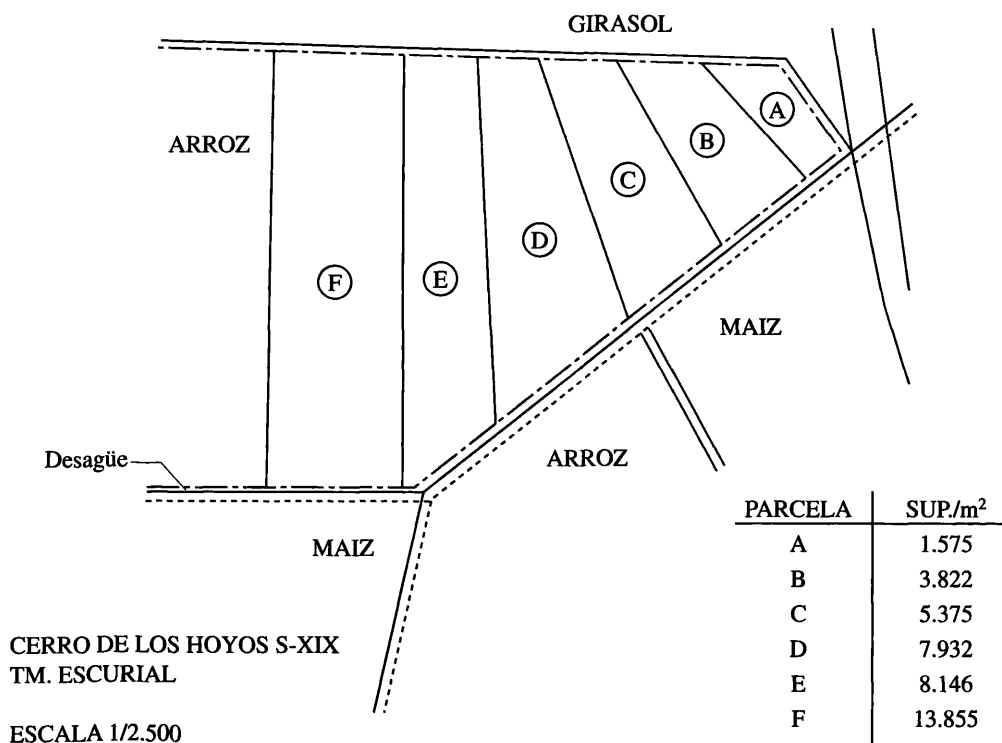 GIRASOL
ARROZ
A
B
C
D
E
F
MAIZ
ARROZ
Desagüe
MAIZ
PARCELA SUP./m²
A 1.575
B 3.822
C 5.375
D 7.932
E 8.146
F 13.855
CERRO DE LOS HOYOS S-XIX
TM. ESCURIAL
ESCALA 1/2.500